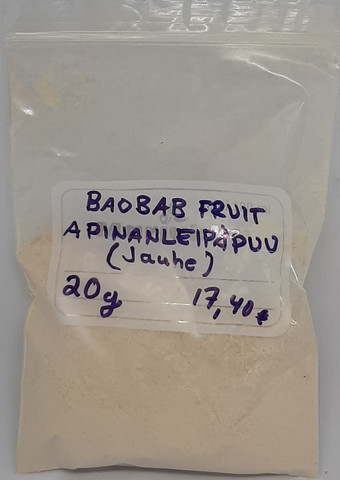 BAOBAB FRUIT
APINANLEIPÄPUU
(Jauhe)
20g 17,40 €